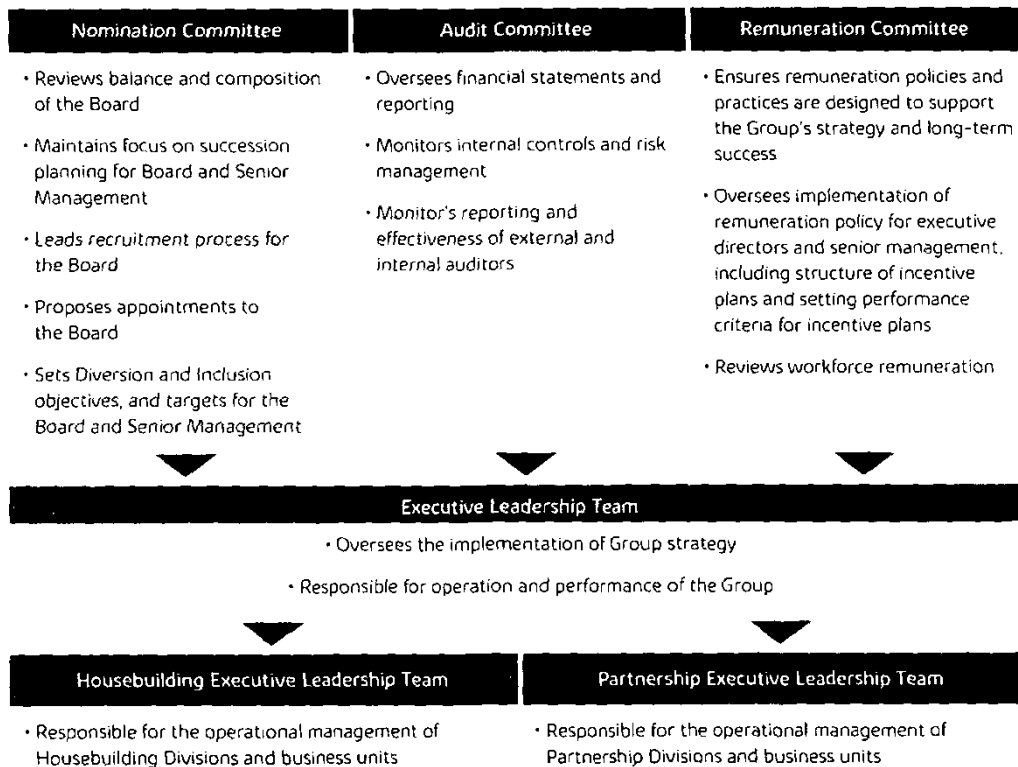 Nomination Committee
• Reviews balance and composition
of the Board
• Maintains focus on succession
planning for Board and Senior
Management
• Leads recruitment process for
the Board
• Proposes appointments to
the Board
• Sets Diversion and Inclusion
objectives, and targets for the
Board and Senior Management
Audit Committee
• Oversees financial statements and
reporting
• Monitors internal controls and risk
management
• Monitor's reporting and
effectiveness of external and
internal auditors
Remuneration Committee
• Ensures remuneration policies and
practices are designed to support
the Group's strategy and long-term
success
• Oversees implementation of
remuneration policy for executive
directors and senior management,
including structure of incentive
plans and setting performance
criteria for incentive plans
• Reviews workforce remuneration
Executive Leadership Team
• Oversees the implementation of Group strategy
• Responsible for operation and performance of the Group
Housebuilding Executive Leadership Team
• Responsible for the operational management of
Housebuilding Divisions and business units
Partnership Executive Leadership Team
• Responsible for the operational management of
Partnership Divisions and business units